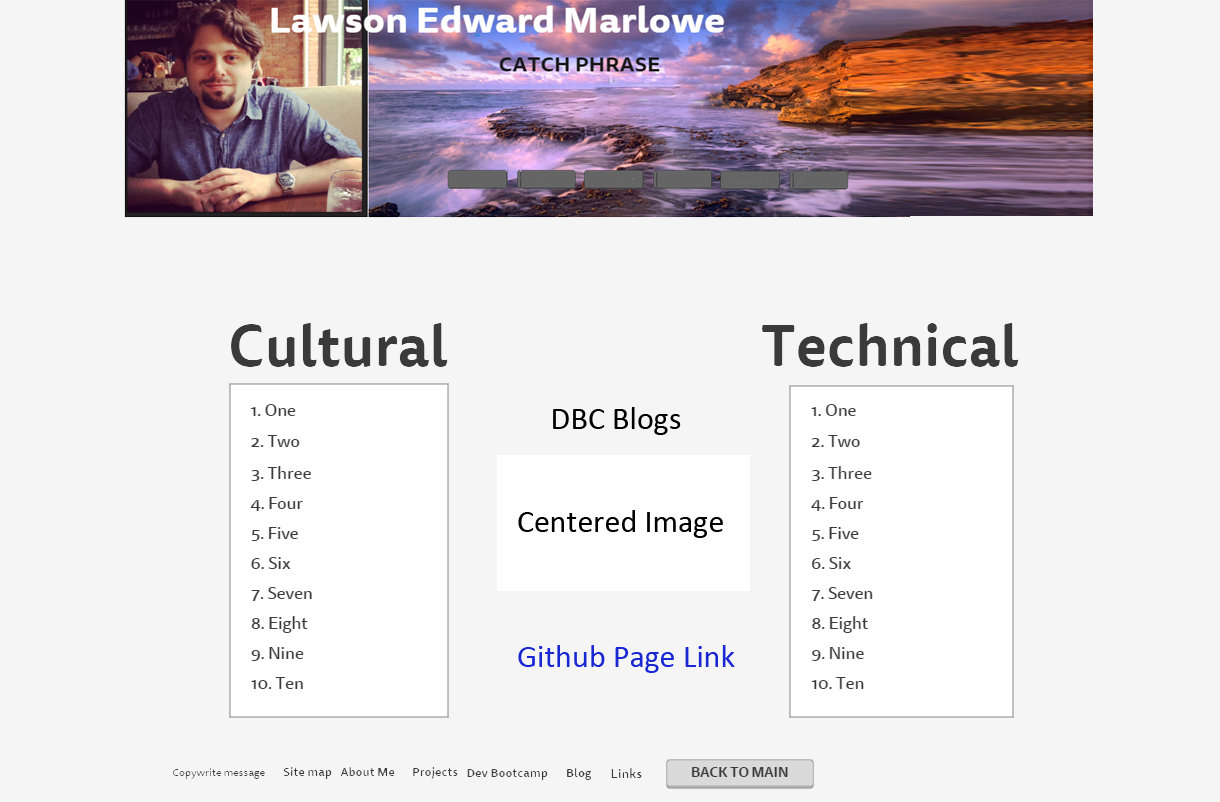 Lawson Edward Marlowe
CATCH PHRASE
Cultural
1. One
2. Two
3. Three
4. Four
5. Five
6. Six
7. Seven
8. Eight
9. Nine
10. Ten
DBC Blogs
Centered Image
Github Page Link
Technical
1. One
2. Two
3. Three
4. Four
5. Five
6. Six
7. Seven
8. Eight
9. Nine
10. Ten
Copywrite message Site map About Me Projects Dev Bootcamp Blog Links BACK TO MAIN